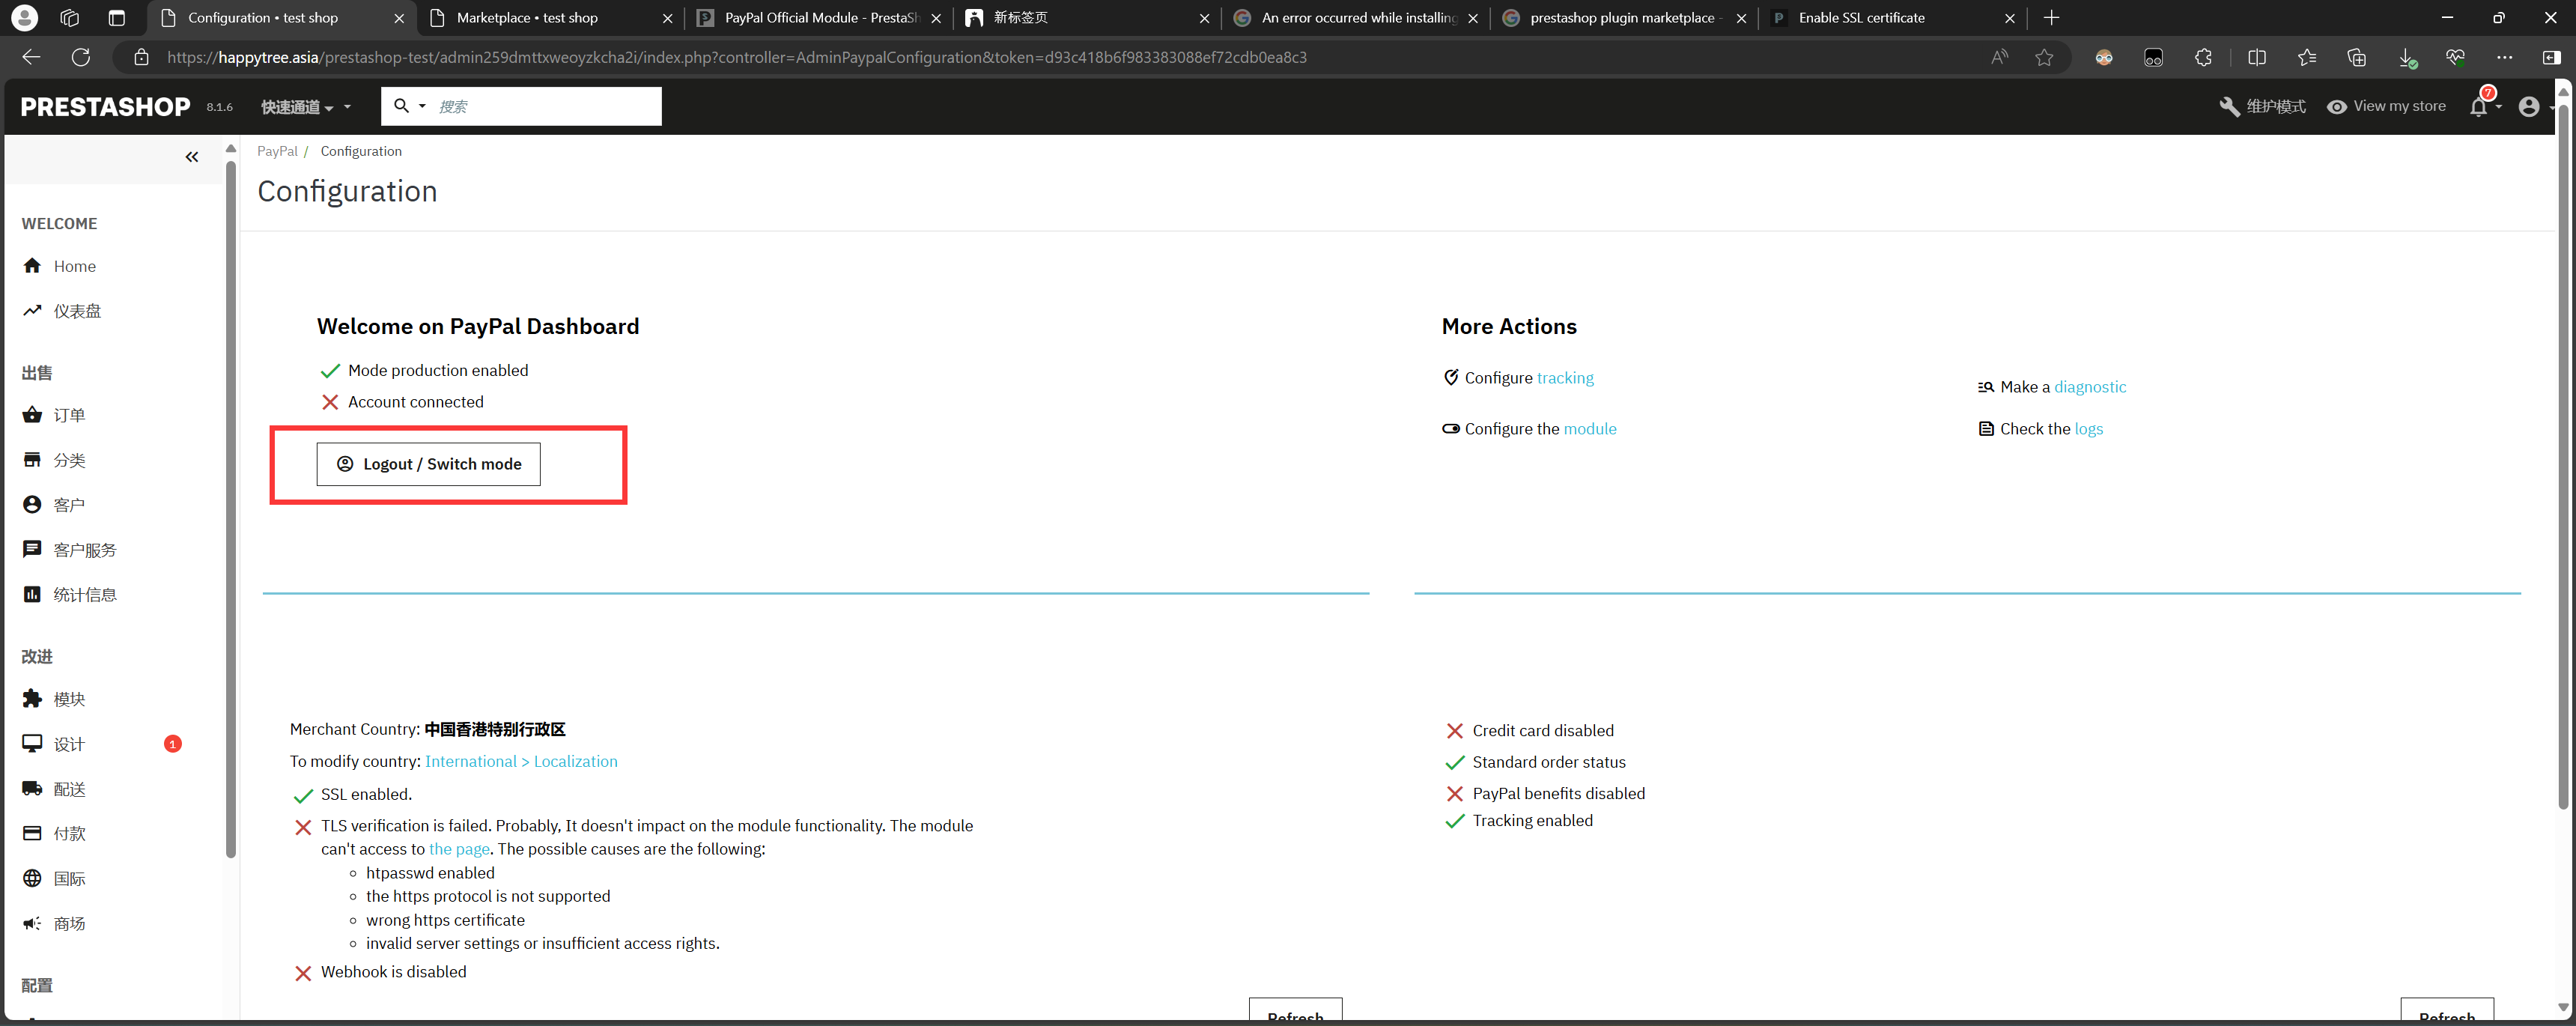 Configuration • test shop
Marketplace • test shop
PayPal Official Module - PrestaSh
新标签页
An error occurred while installing
prestashop plugin marketplace -
Enable SSL certificate
https://happytree.asia/prestashop-test/admin259dmttxweoyzkcha2i/index.php?controller=AdminPaypalConfiguration&token=d93c418b6f983383088ef72cdb0ea8c3
PRESTASHOP 8.1.6 快速通道 搜索 维护模式 View my store 7
PayPal / Configuration
Configuration
WELCOME
Home
仪表盘
出售
订单
分类
客户
客户服务
统计信息
改进
模块
设计 1
配送
付款
国际
商场
配置
Welcome on PayPal Dashboard
Mode production enabled
Account connected
Logout / Switch mode
More Actions
Configure tracking
Make a diagnostic
Configure the module
Check the logs
Merchant Country: 中国香港特别行政区
To modify country: International > Localization
SSL enabled.
TLS verification is failed. Probably, It doesn't impact on the module functionality. The module
can't access to the page. The possible causes are the following:
htpasswd enabled
the https protocol is not supported
wrong https certificate
invalid server settings or insufficient access rights.
Webhook is disabled
Refresh
Credit card disabled
Standard order status
PayPal benefits disabled
Tracking enabled
Refresh